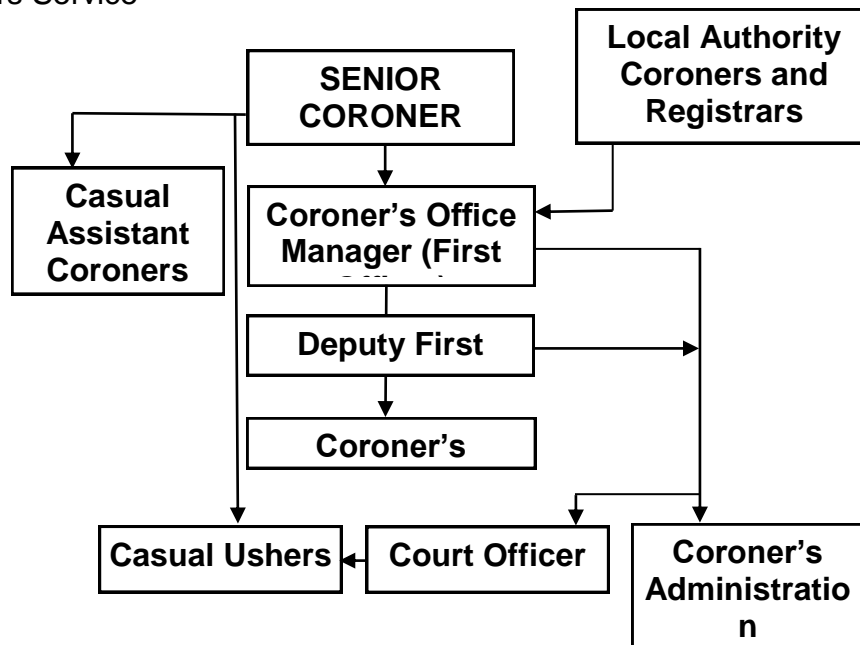 rs Service
Local Authority
Coroners and
Registrars
SENIOR
CORONER
Casual
Assistant
Coroners
Coroner’s Office
Manager (First
Deputy First
Coroner’s
Casual Ushers
Court Officer
Coroner’s
Administratio
n